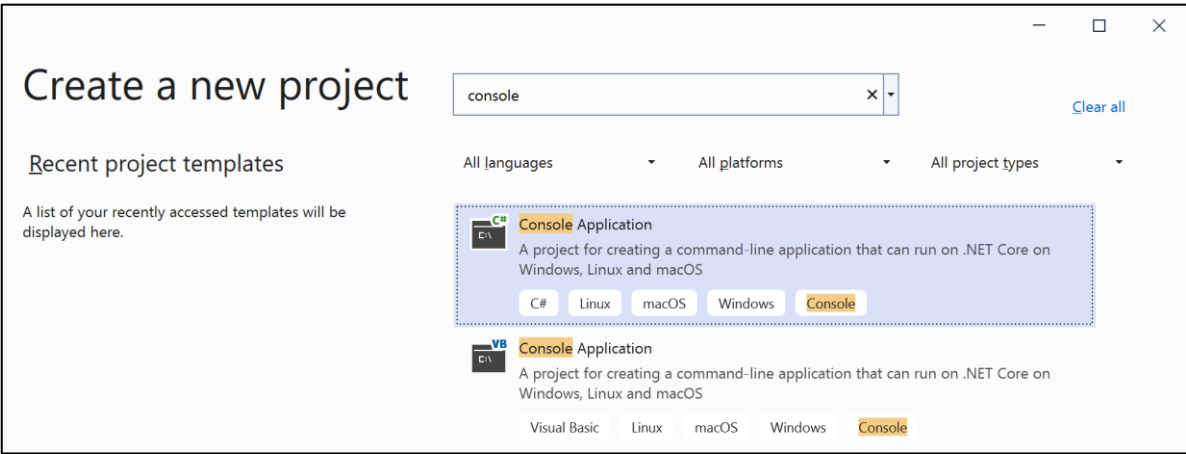 Create a new project
console
Clear all
Recent project templates
All languages
All platforms
All project types
A list of your recently accessed templates will be
displayed here.
C#
C:\
Console Application
A project for creating a command-line application that can run on .NET Core on
Windows, Linux and macOS
C# Linux macOS Windows Console
VB
C:\
Console Application
A project for creating a command-line application that can run on .NET Core on
Windows, Linux and macOS
Visual Basic Linux macOS Windows Console